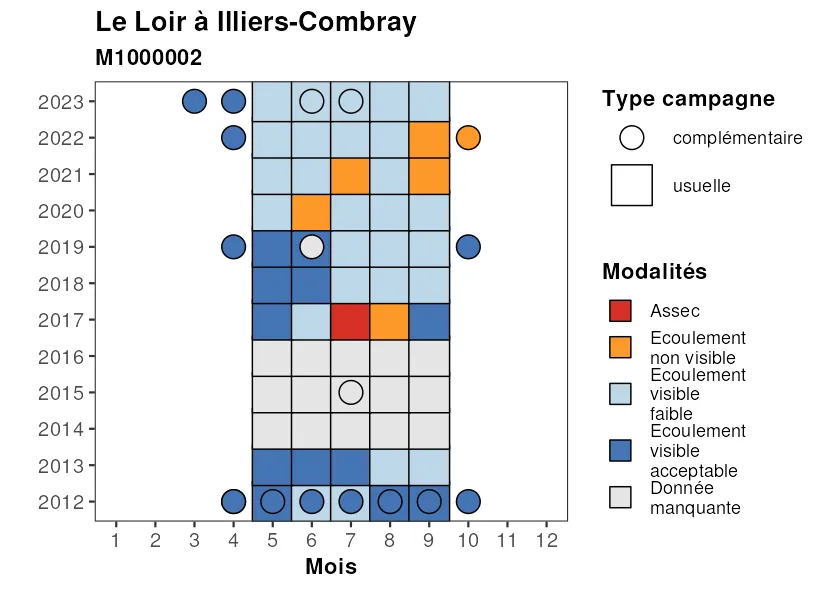 Le Loir à Illiers-Combray
M1000002
2023
2022
2021
2020
2019
2018
2017
2016
2015
2014
2013
2012
1 2 3 4 5 6 7 8 9 10 11 12
Mois
Type campagne
complémentaire
usuelle
Modalités
Assec
Ecoulement
non visible
Ecoulement
visible
faible
Ecoulement
visible
acceptable
Donnée
manquante